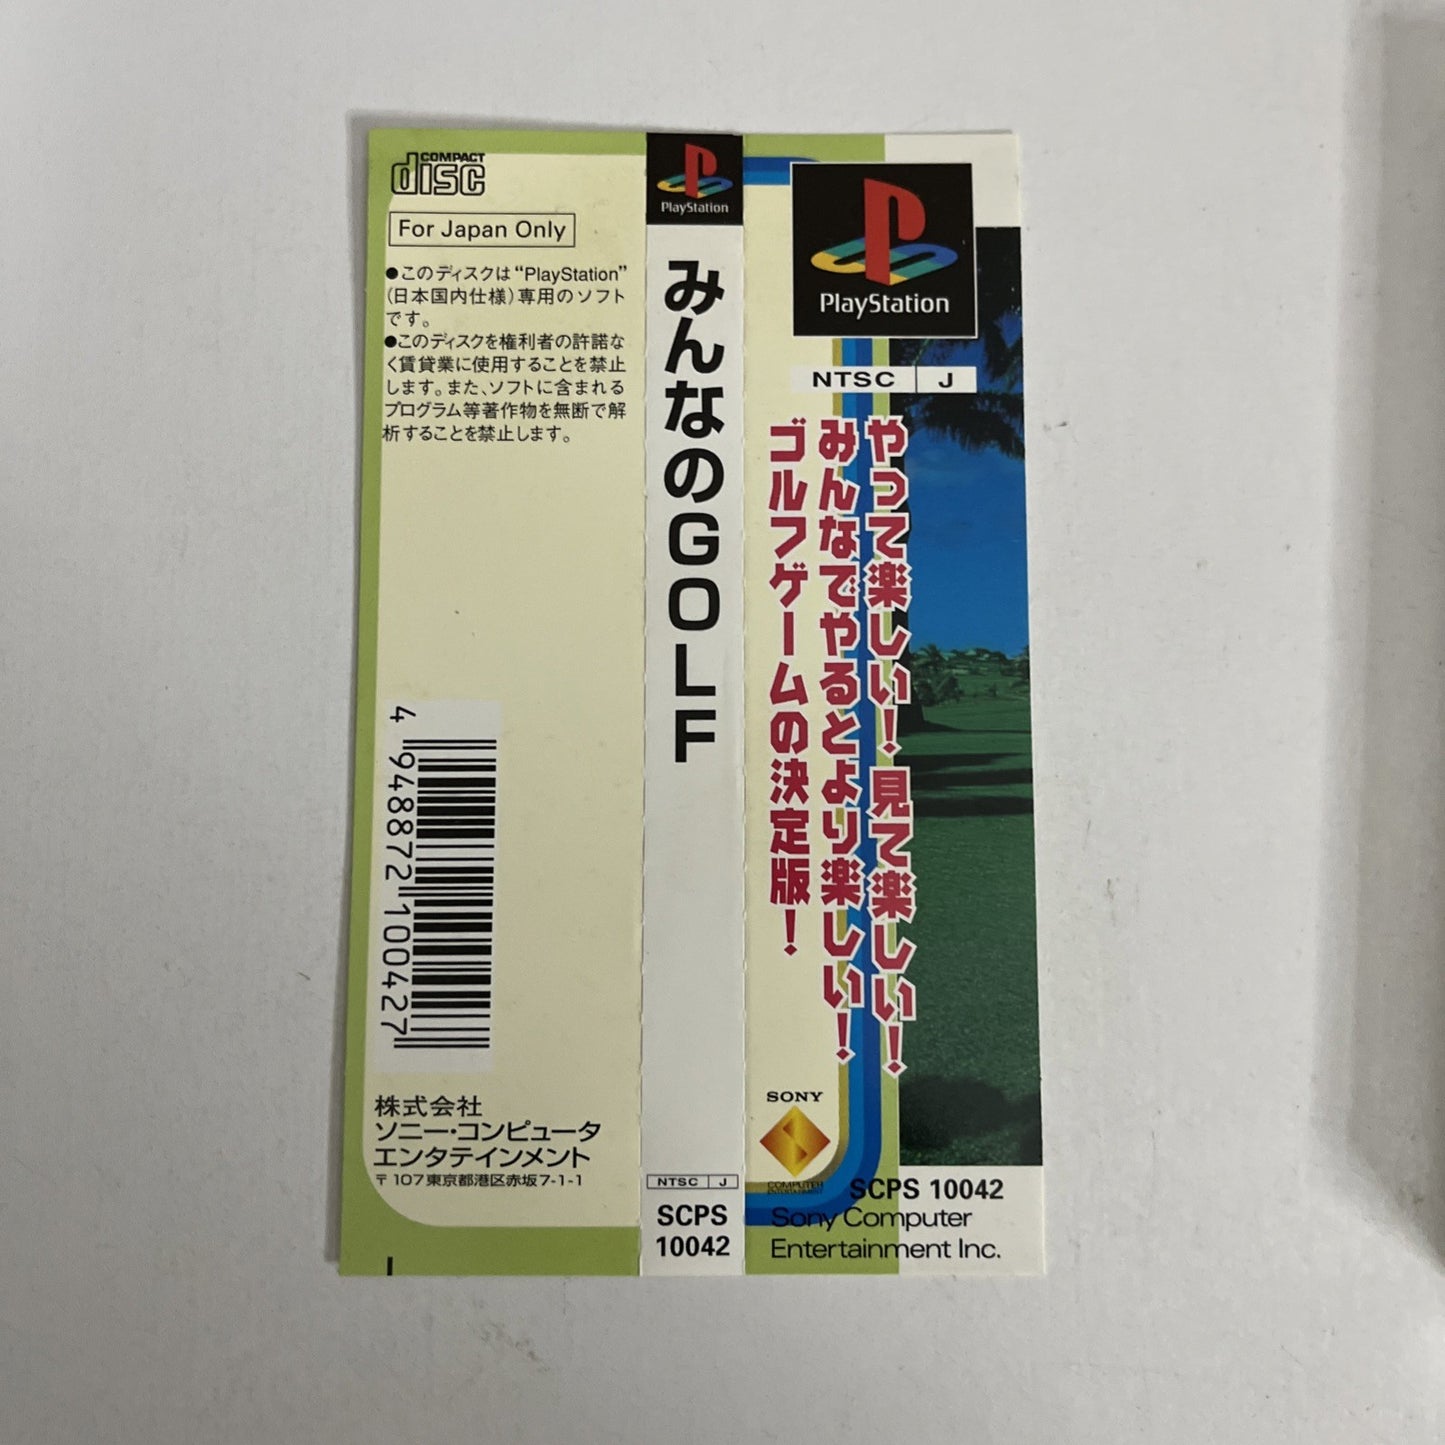 COMPACT
disc
For Japan Only
●このディスクは“PlayStation”
(日本国内仕様)専用のソフト
です。
●このディスクを権利者の許諾な
く賃貸業に使用することを禁止
します。また、ソフトに含まれる
プログラム等著作物を無断で解
析することを禁止します。
4 948872 100427
株式会社
ソニー・コンピュータ
エンタテインメント
〒107 東京都港区赤坂7-1-1
PlayStation
みんなのGOLF
NTSC J
SCPS
10042
PlayStation
NTSC J
やって楽しい！見て楽しい！
みんなでやるとより楽しい！
ゴルフゲームの決定版！
SONY
COMPUTER
ENTERTAINMENT
SCPS 10042
Sony Computer
Entertainment Inc.